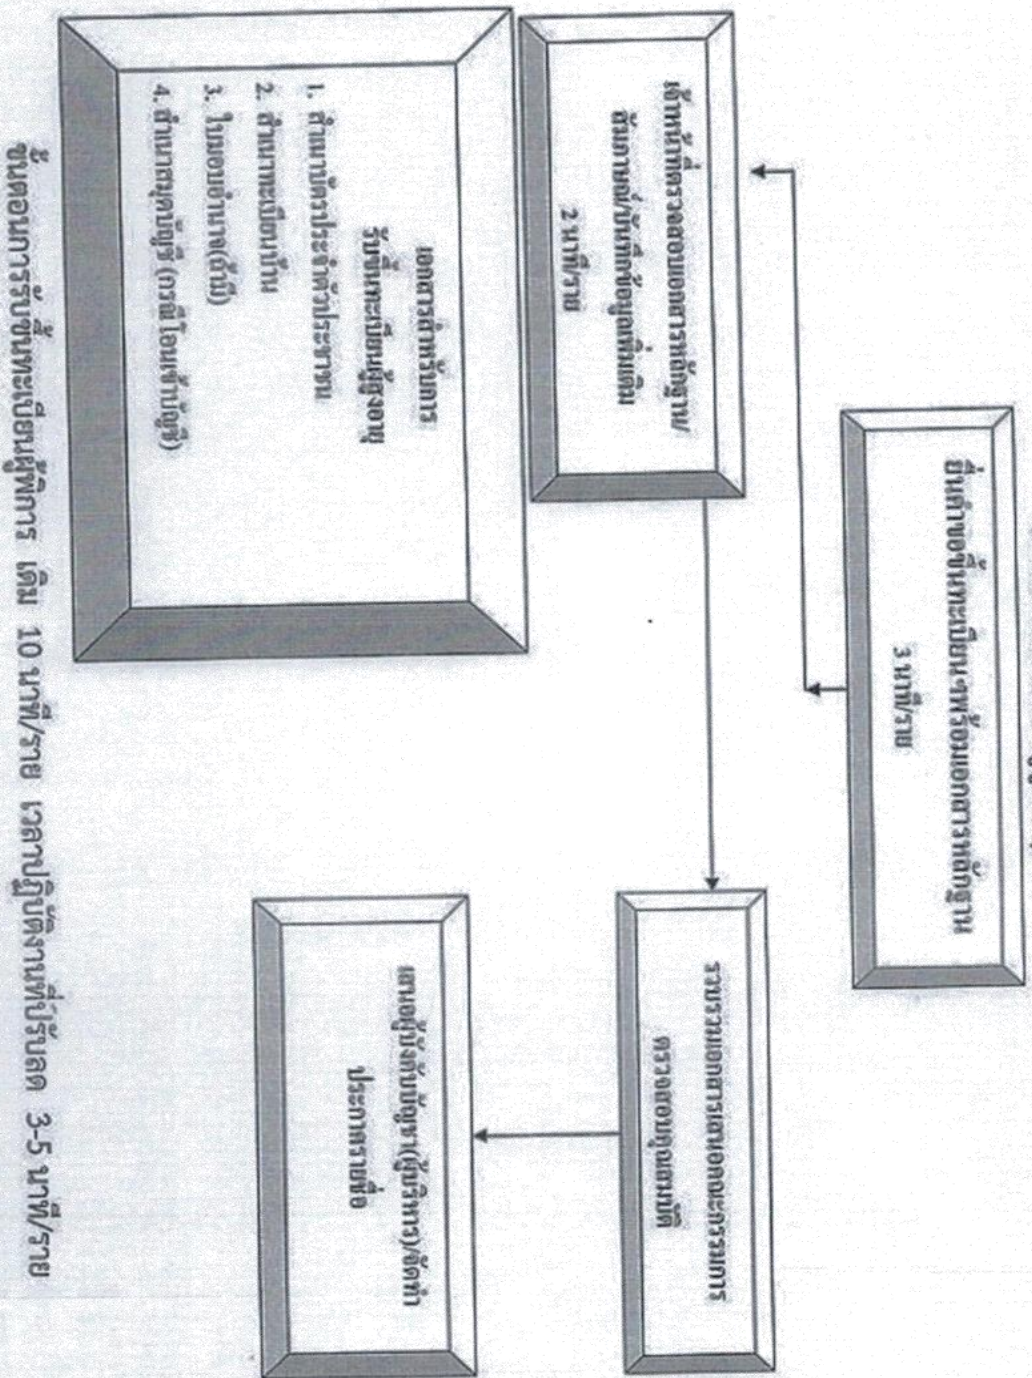 ยื่นคำขอขึ้นทะเบียนฯพร้อมเอกสารหลักฐาน
3 นาที/ราย
เจ้าหน้าที่ตรวจสอบเอกสารหลักฐาน/
สัมภาษณ์/บันทึกข้อมูลเพิ่มเติม
2 นาที/ราย
รวบรวมเอกสารเสนอคณะกรรมการ
ตรวจสอบคุณสมบัติ
เสนอผู้บังคับบัญชา(ผู้บริหาร)/จัดทำ
ประกาศรายชื่อ
เอกสารสำหรับการ
รับขึ้นทะเบียนผู้สูงอายุ
1. สำเนาบัตรประจำตัวประชาชน
2. สำเนาทะเบียนบ้าน
3. ใบมอบอำนาจ(ถ้ามี)
4. สำเนาสมุดบัญชี (กรณีโอนเข้าบัญชี)
ขั้นตอนการรับขึ้นทะเบียนผู้พิการ เดิม 10 นาที/ราย เวลาปฏิบัติงานที่ปรับลด 3-5 นาที/ราย